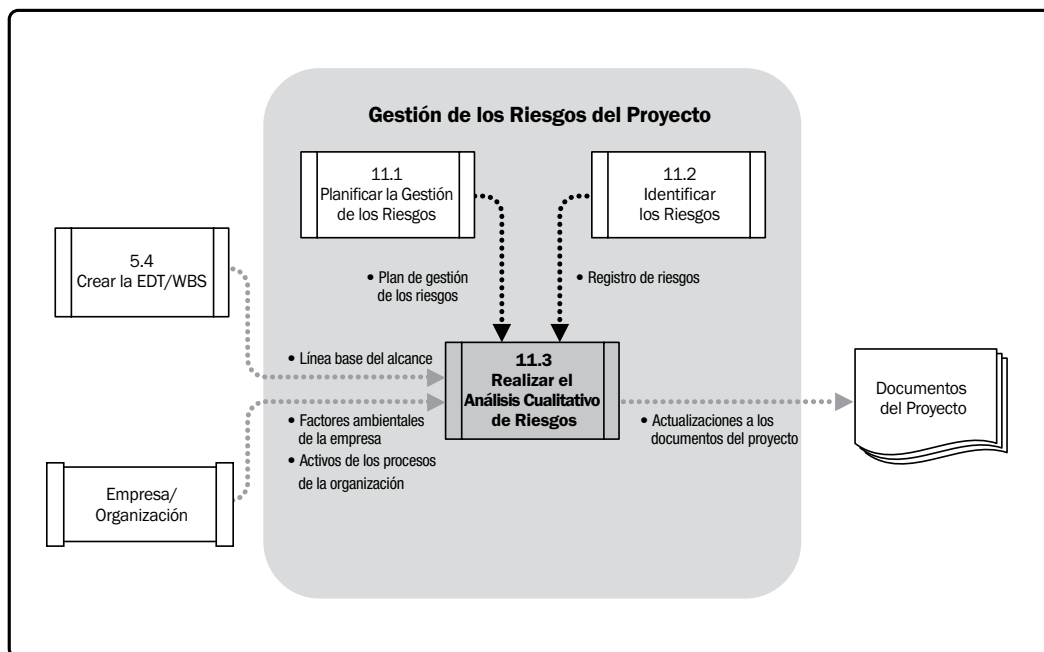 Gestión de los Riesgos del Proyecto
11.1
Planificar la Gestión
de los Riesgos
11.2
Identificar
los Riesgos
5.4
Crear la EDT/WBS
• Plan de gestión
de los riesgos
• Registro de riesgos
• Línea base del alcance
11.3
Realizar el
Análisis Cualitativo
de Riesgos
Documentos
del Proyecto
• Factores ambientales
de la empresa
• Activos de los procesos
de la organización
• Actualizaciones a los
documentos del proyecto
Empresa/
Organización